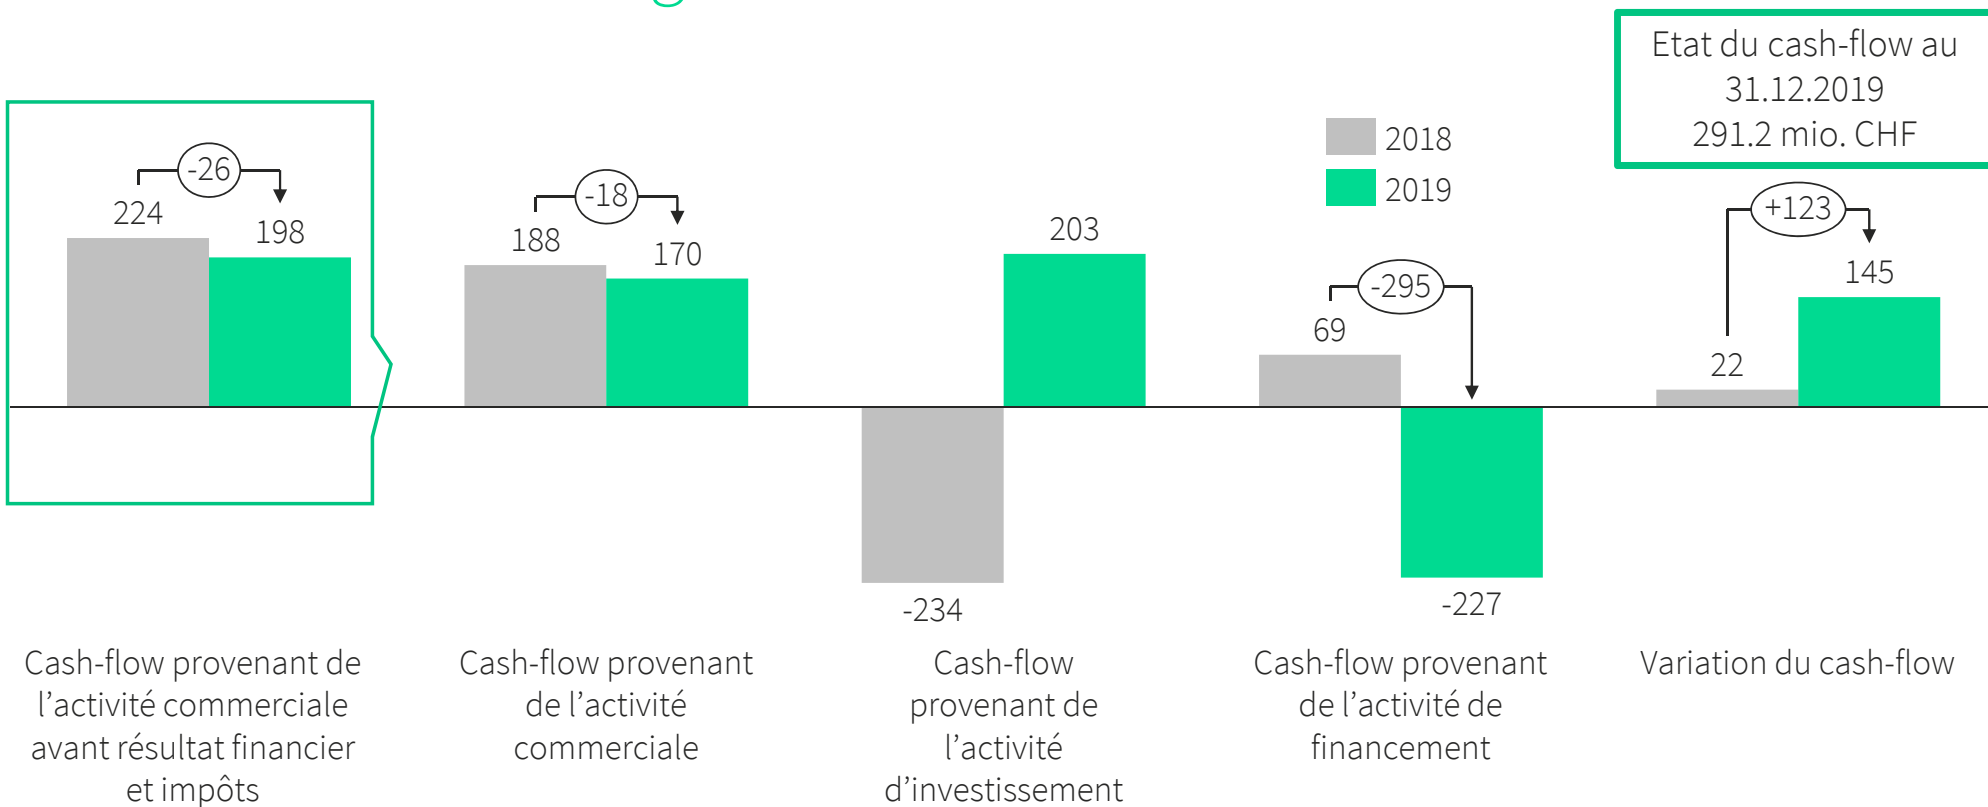 Etat du cash-flow au
31.12.2019
291.2 mio. CHF
2018
2019
-26
224
198
-18
188
170
203
-234
-295
69
-227
+123
22
145
Cash-flow provenant de
l’activité commerciale
avant résultat financier
et impôts
Cash-flow provenant
de l’activité
commerciale
Cash-flow
provenant de
l’activité
d’investissement
Cash-flow provenant
de l’activité de
financement
Variation du cash-flow